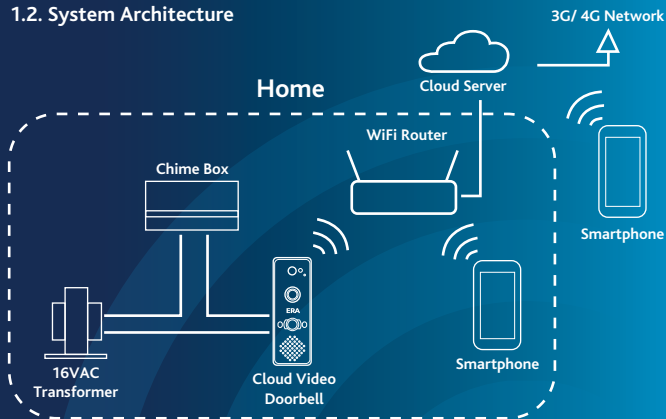 1.2. System Architecture
3G/ 4G Network
Cloud Server
Home
WiFi Router
Chime Box
Smartphone
ERA
16VAC
Transformer
Cloud Video
Doorbell
Smartphone